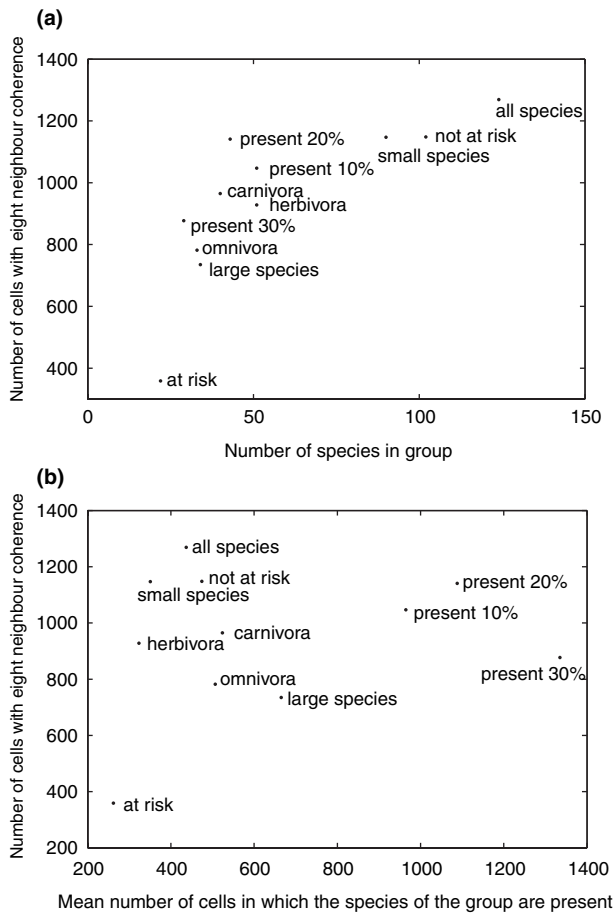 (a)
Number of cells with eight neighbour coherence
1400
1200
1000
800
600
400
all species
present 20%
not at risk
small species
present 10%
carnivora
herbivora
present 30%
omnivora
large species
at risk
0
50
100
150
Number of species in group
(b)
Number of cells with eight neighbour coherence
1400
1200
1000
800
600
400
200
all species
not at risk
small species
present 20%
present 10%
carnivora
herbivora
present 30%
omnivora
large species
at risk
200
400
600
800
1000
1200
1400
Mean number of cells in which the species of the group are present